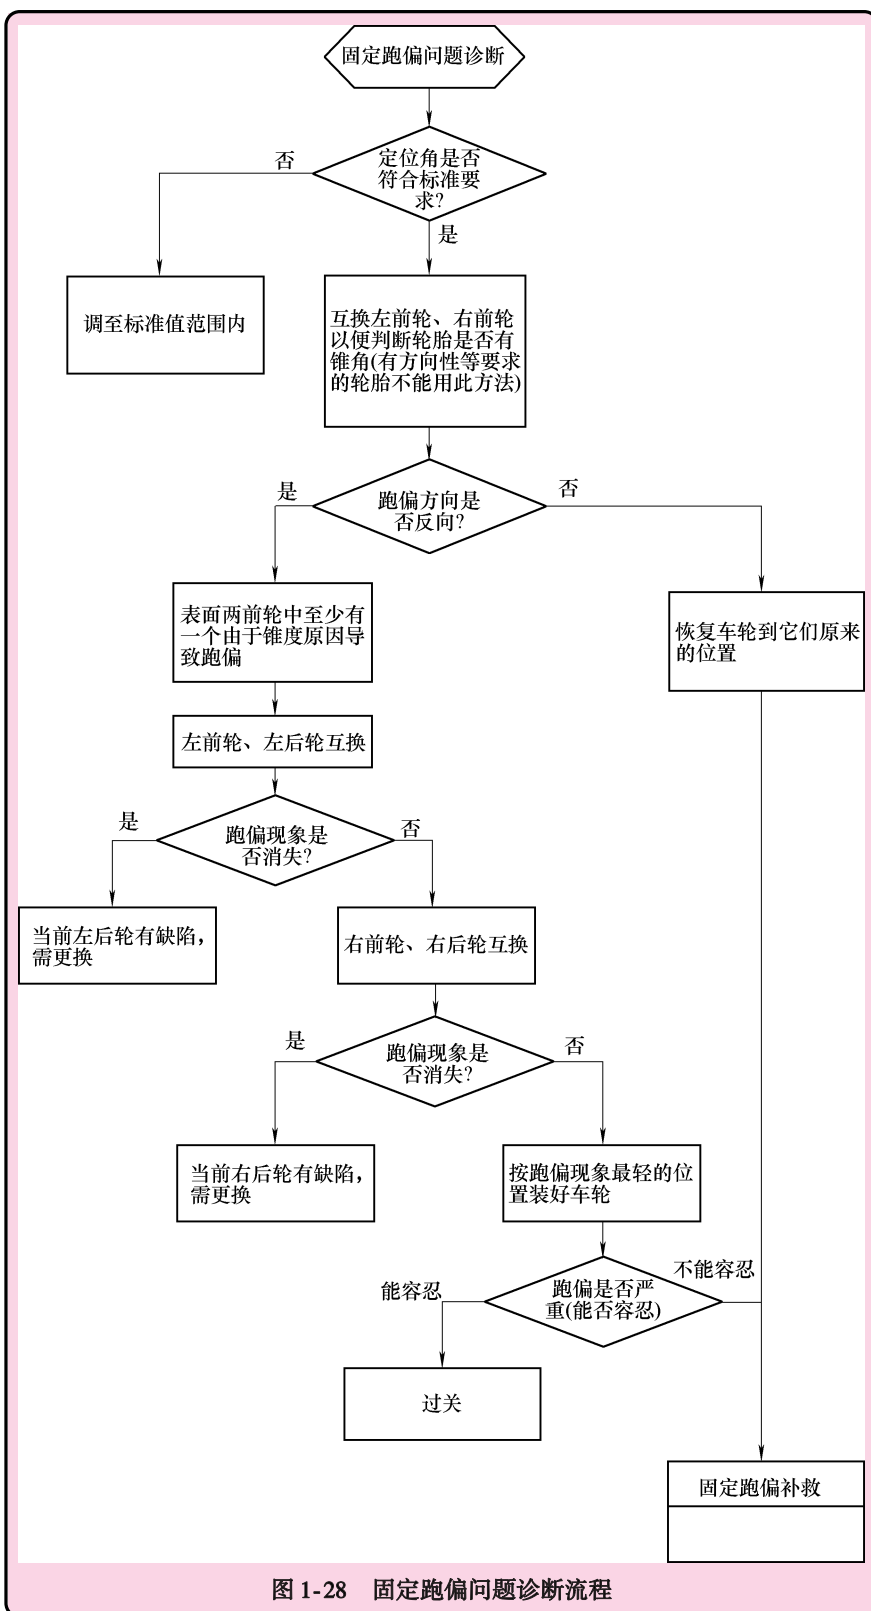 固定跑偏问题诊断
定位角是否
符合标准要
求?
否
是
调至标准值范围内
互换左前轮、右前轮
以便判断轮胎是否有
锥角(有方向性等要求
的轮胎不能用此方法)
跑偏方向是
否反向?
是
否
表面两前轮中至少有
一个由于锥度原因导
致跑偏
恢复车轮到它们原来
的位置
左前轮、左后轮互换
跑偏现象是
否消失?
是
否
当前左后轮有缺陷，
需更换
右前轮、右后轮互换
跑偏现象是
否消失?
是
否
当前右后轮有缺陷，
需更换
按跑偏现象最轻的位
置装好车轮
跑偏是否严
重(能否容忍)
能容忍
不能容忍
过关
固定跑偏补救
图 1-28 固定跑偏问题诊断流程